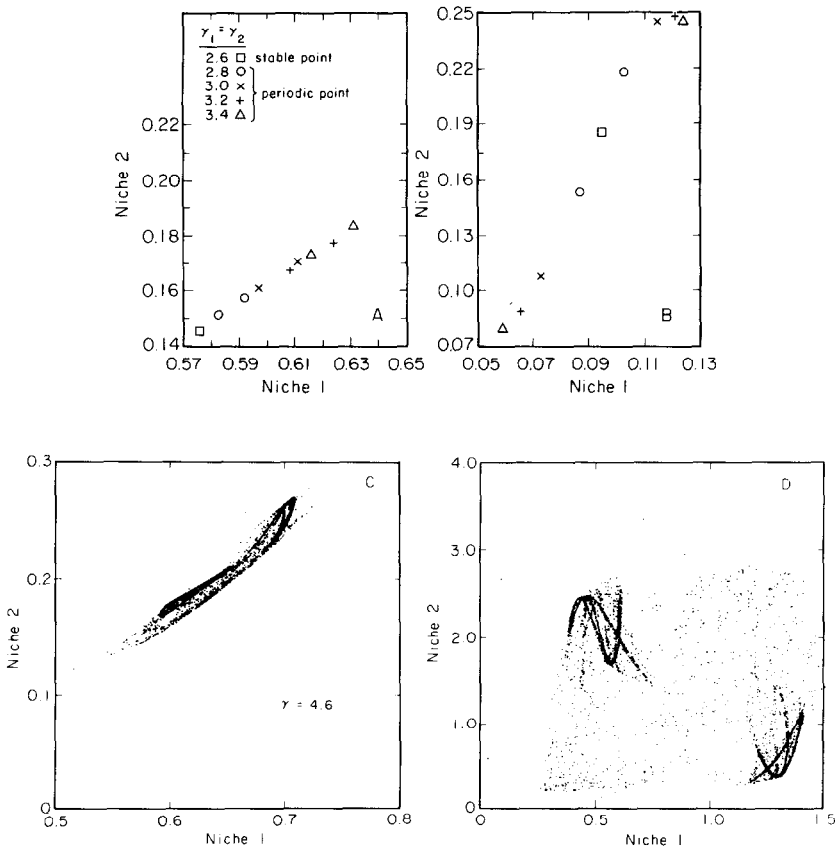 γ₁ = γ₂
2.6 □ stable point
2.8 ○
3.0 ×
3.2 + periodic point
3.4 △
Niche 2
0.22
0.20
0.18
0.16
0.14
0.57 0.59 0.61 0.63 0.65
Niche 1
A
Niche 2
0.25
0.22
0.19
0.16
0.13
0.10
0.07
0.05 0.07 0.09 0.11 0.13
Niche 1
B
Niche 2
0.3
0.2
0.1
0
0.5 0.6 0.7 0.8
Niche 1
C
γ = 4.6
Niche 2
4.0
3.0
2.0
1.0
0
0 0.5 1.0 1.5
Niche 1
D